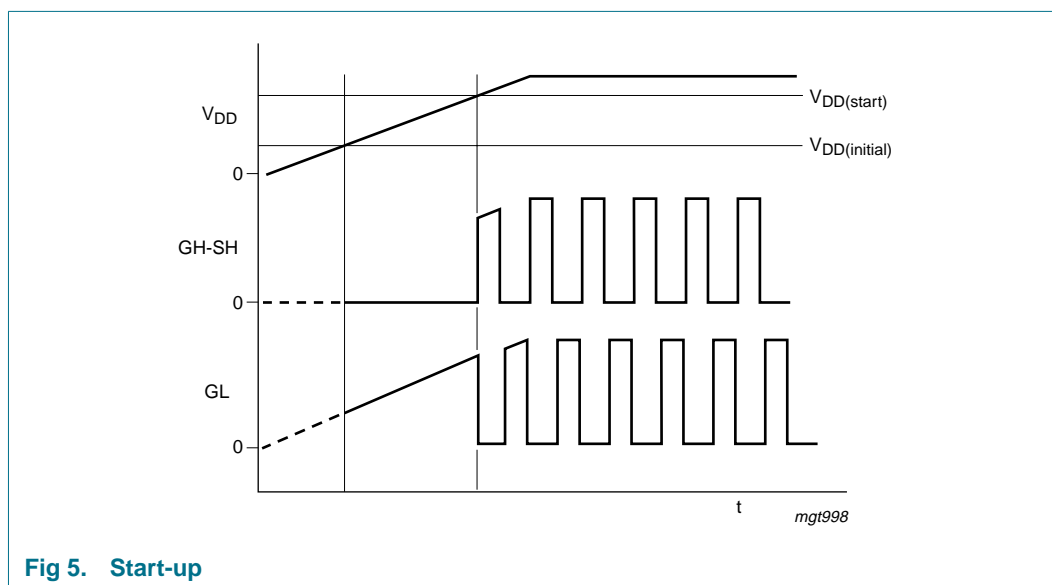 V_DD
V_DD(start)
V_DD(initial)
0
GH-SH
0
GL
0
t
mgt998
Fig 5. Start-up